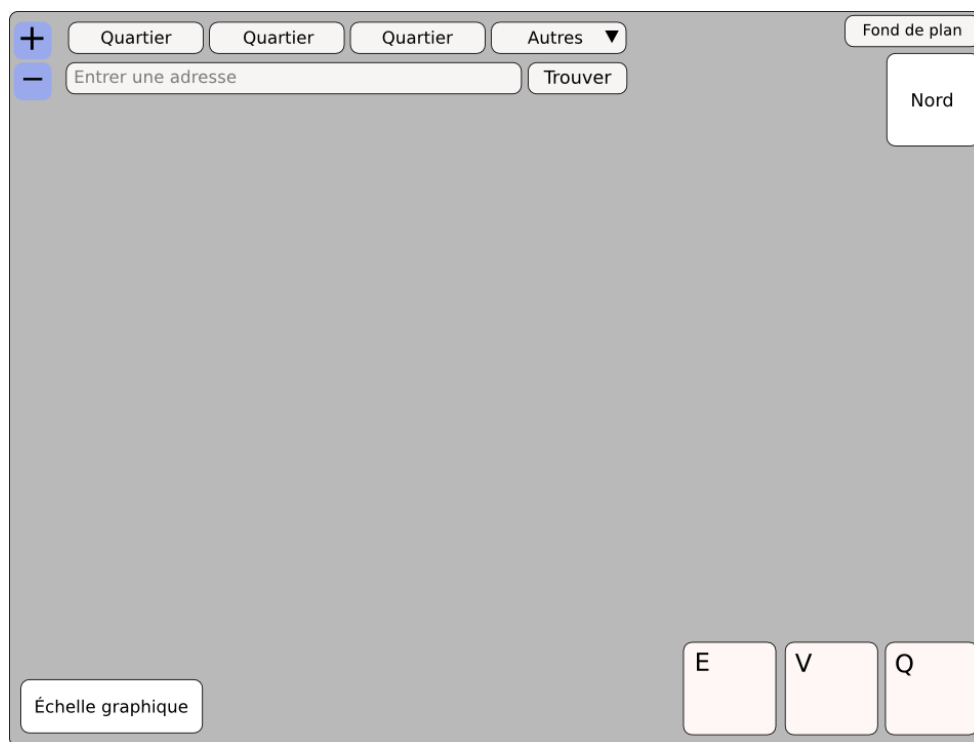 + Quartier Quartier Quartier Autres ▼ Fond de plan
− Entrer une adresse Trouver
Nord
E V Q
Échelle graphique